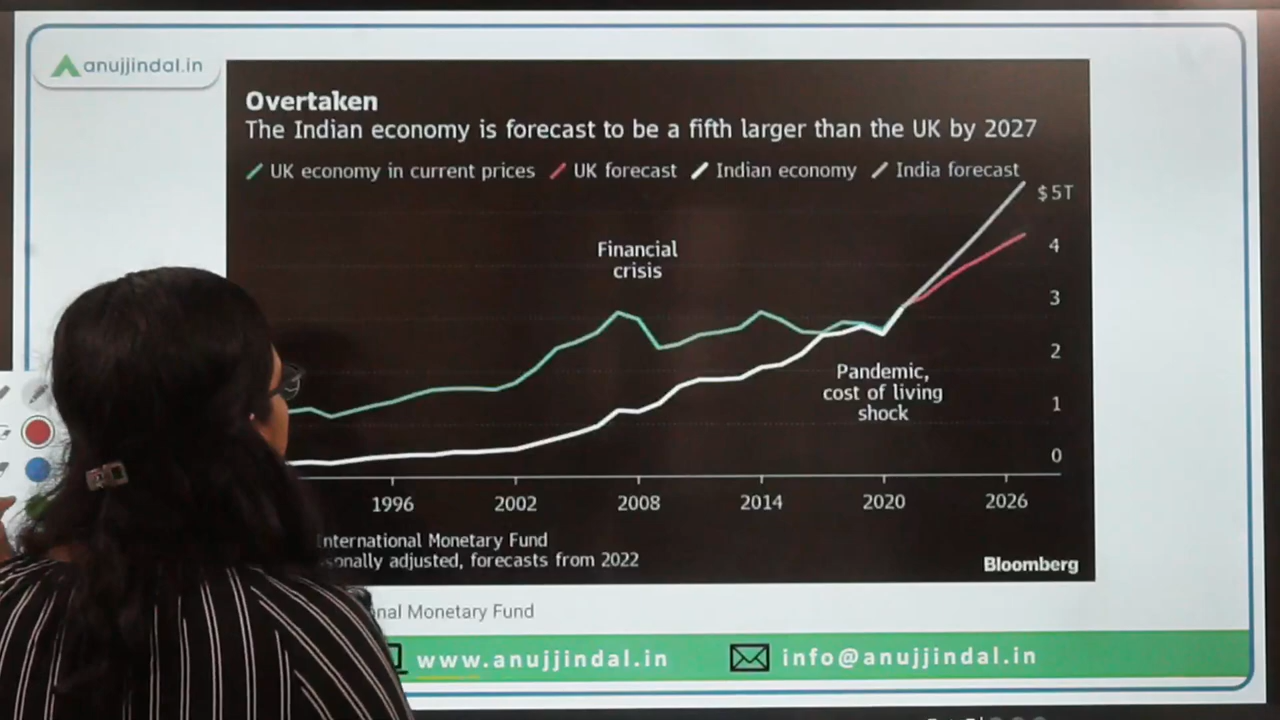 anujjindal.in
Overtaken
The Indian economy is forecast to be a fifth larger than the UK by 2027
UK economy in current prices UK forecast Indian economy India forecast
$5T
Financial
crisis
4
3
2
Pandemic,
cost of living
shock
1
0
1996 2002 2008 2014 2020 2026
International Monetary Fund
forecasts from 2022
adjusted,
Bloomberg
Monetary Fund
www.anujjindal.in info@anujjindal.in